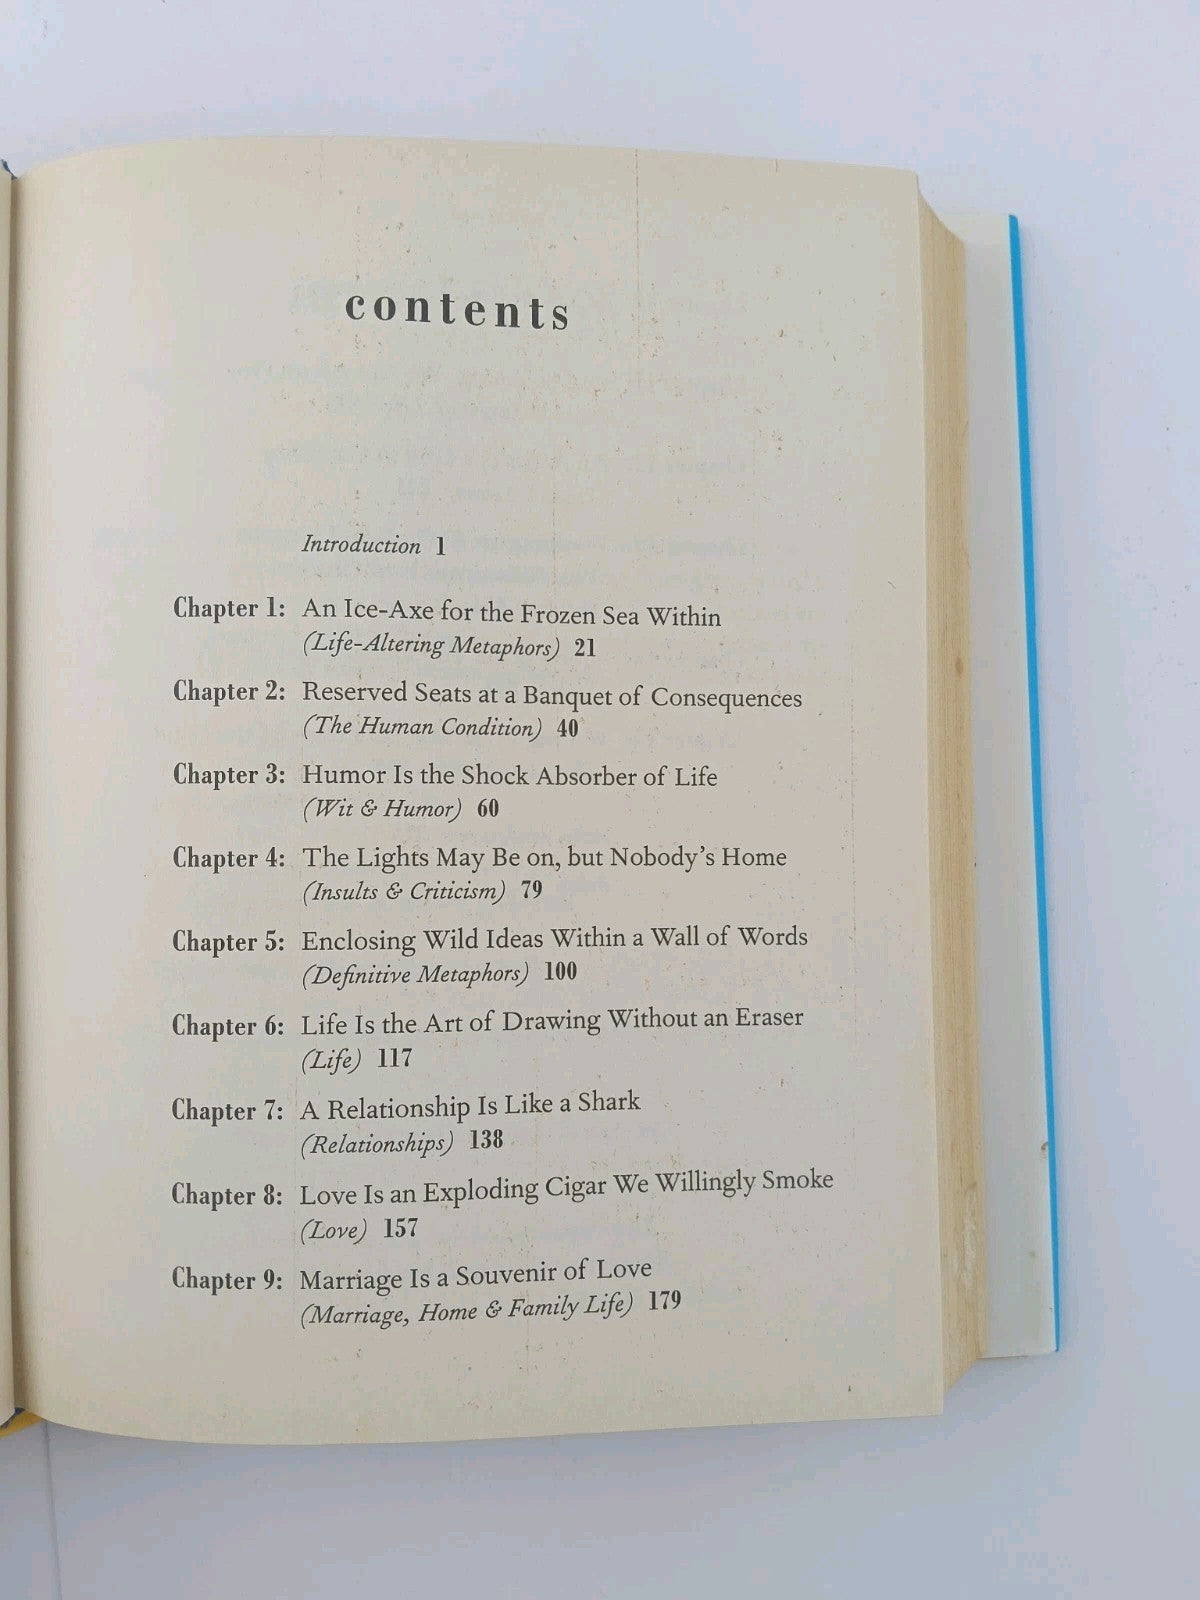 contents
Introduction 1
Chapter 1: An Ice-Axe for the Frozen Sea Within
(Life-Altering Metaphors) 21
Chapter 2: Reserved Seats at a Banquet of Consequences
(The Human Condition) 40
Chapter 3: Humor Is the Shock Absorber of Life
(Wit & Humor) 60
Chapter 4: The Lights May Be on, but Nobody's Home
(Insults & Criticism) 79
Chapter 5: Enclosing Wild Ideas Within a Wall of Words
(Definitive Metaphors) 100
Chapter 6: Life Is the Art of Drawing Without an Eraser
(Life) 117
Chapter 7: A Relationship Is Like a Shark
(Relationships) 138
Chapter 8: Love Is an Exploding Cigar We Willingly Smoke
(Love) 157
Chapter 9: Marriage Is a Souvenir of Love
(Marriage, Home & Family Life) 179